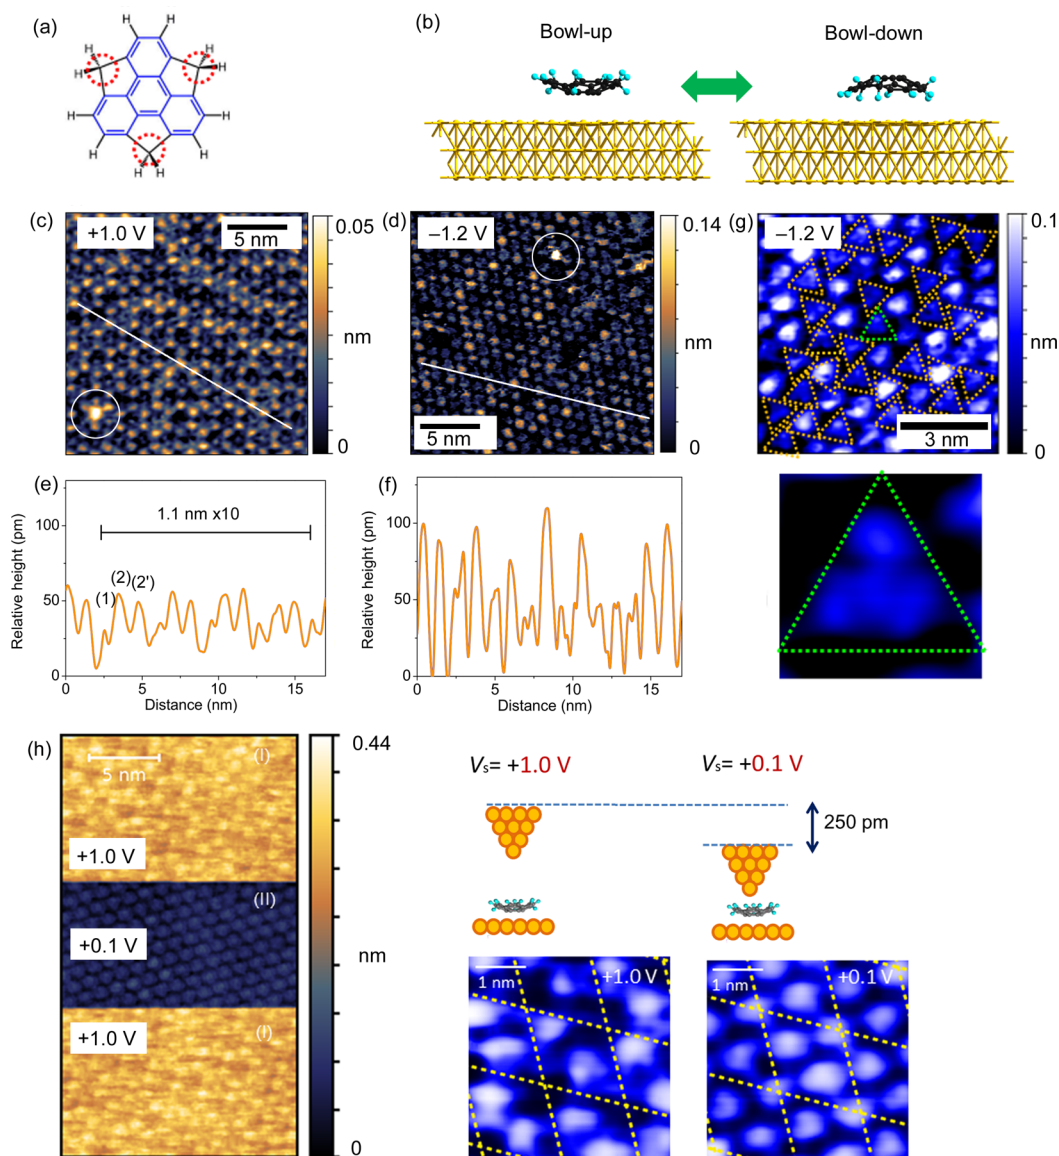 (a)
H
H
H
H
H
H
H
H
H
H
H
H
(b)
Bowl-up
Bowl-down
(c)
+1.0 V
5 nm
0.05
nm
0
(d)
–1.2 V
5 nm
0.14
nm
0
(g)
–1.2 V
3 nm
0.1
nm
0
(e)
1.1 nm x10
(1)
(2)
(2')
Relative height (pm)
100
50
0
0
5
10
15
Distance (nm)
(f)
Relative height (pm)
100
50
0
0
5
10
15
Distance (nm)
(h)
5 nm
(I)
+1.0 V
(II)
+0.1 V
+1.0 V
(I)
0.44
nm
0
Vs= +1.0 V
Vs= +0.1 V
250 pm
1 nm
+1.0 V
1 nm
+0.1 V